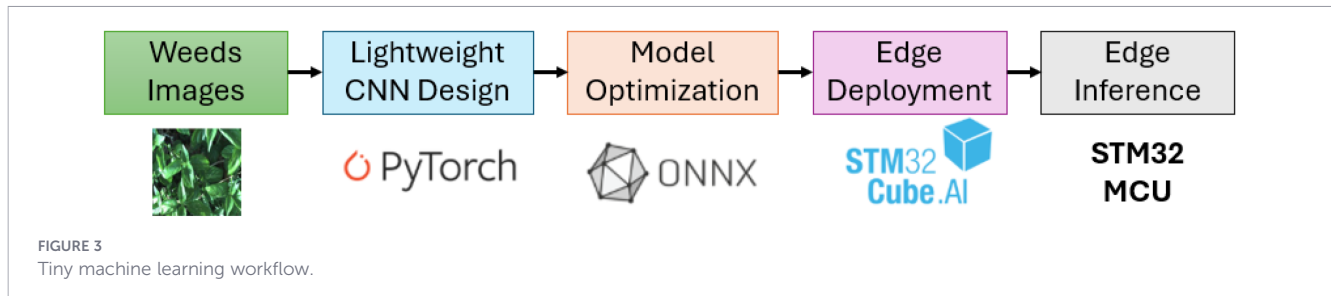 Weeds
Images
Lightweight
CNN Design
Model
Optimization
Edge
Deployment
Edge
Inference
PyTorch
ONNX
STM32
Cube.AI
STM32
MCU
FIGURE 3
Tiny machine learning workflow.